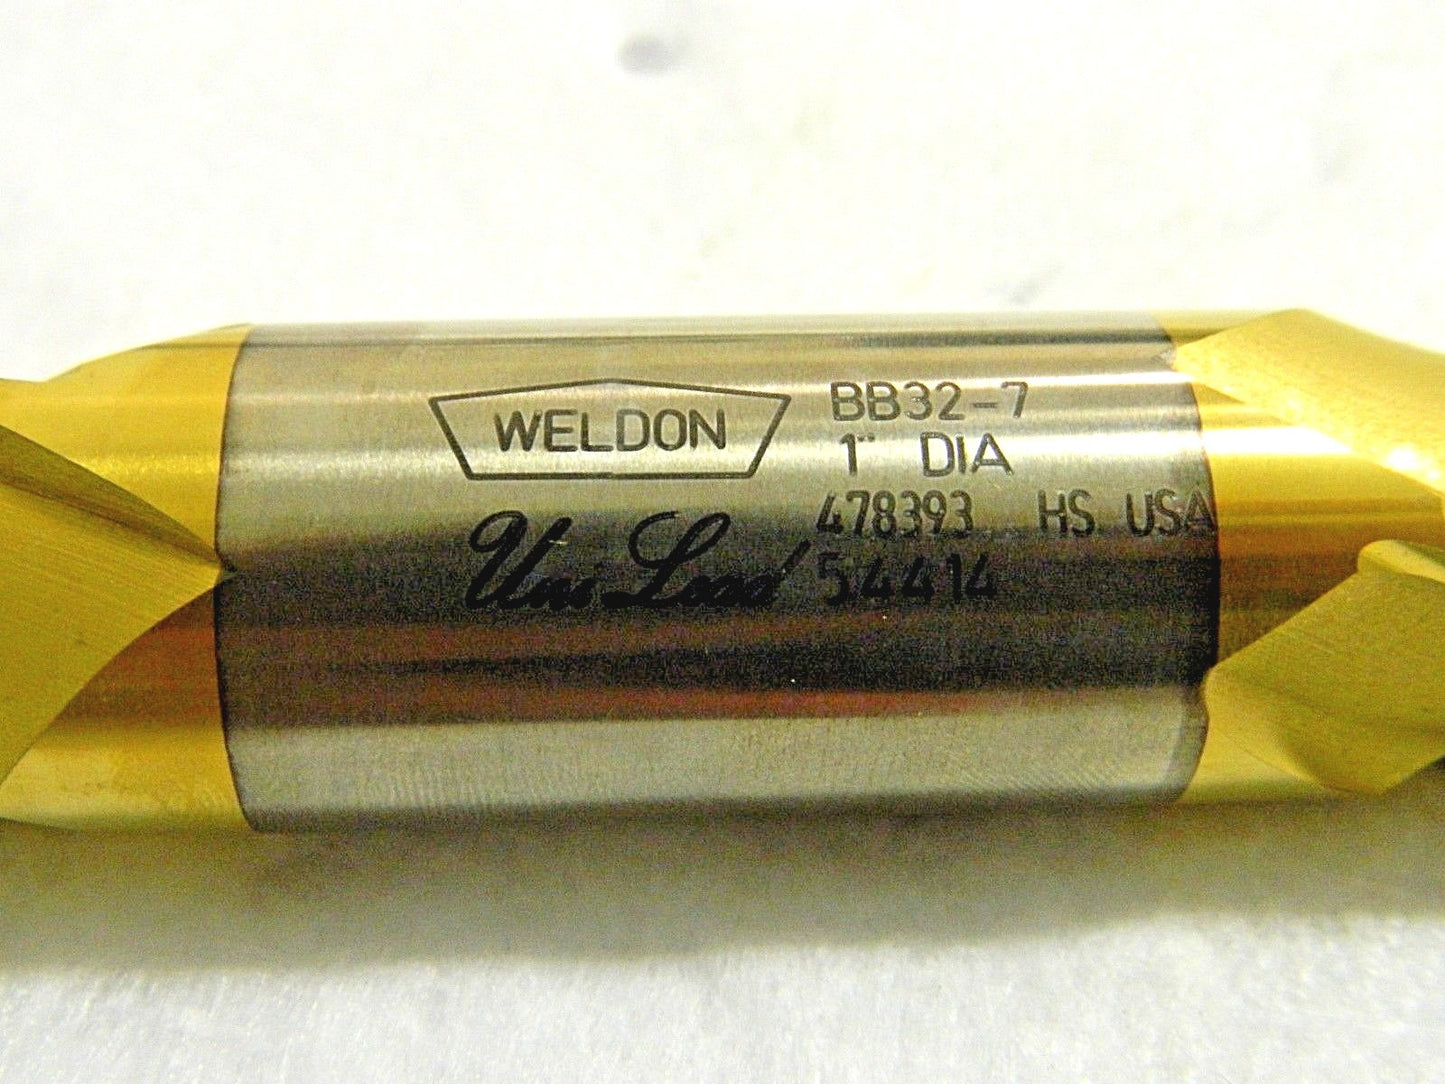 WELDON
Uni Load
BB32-7
1" DIA
478393 HS USA
54414